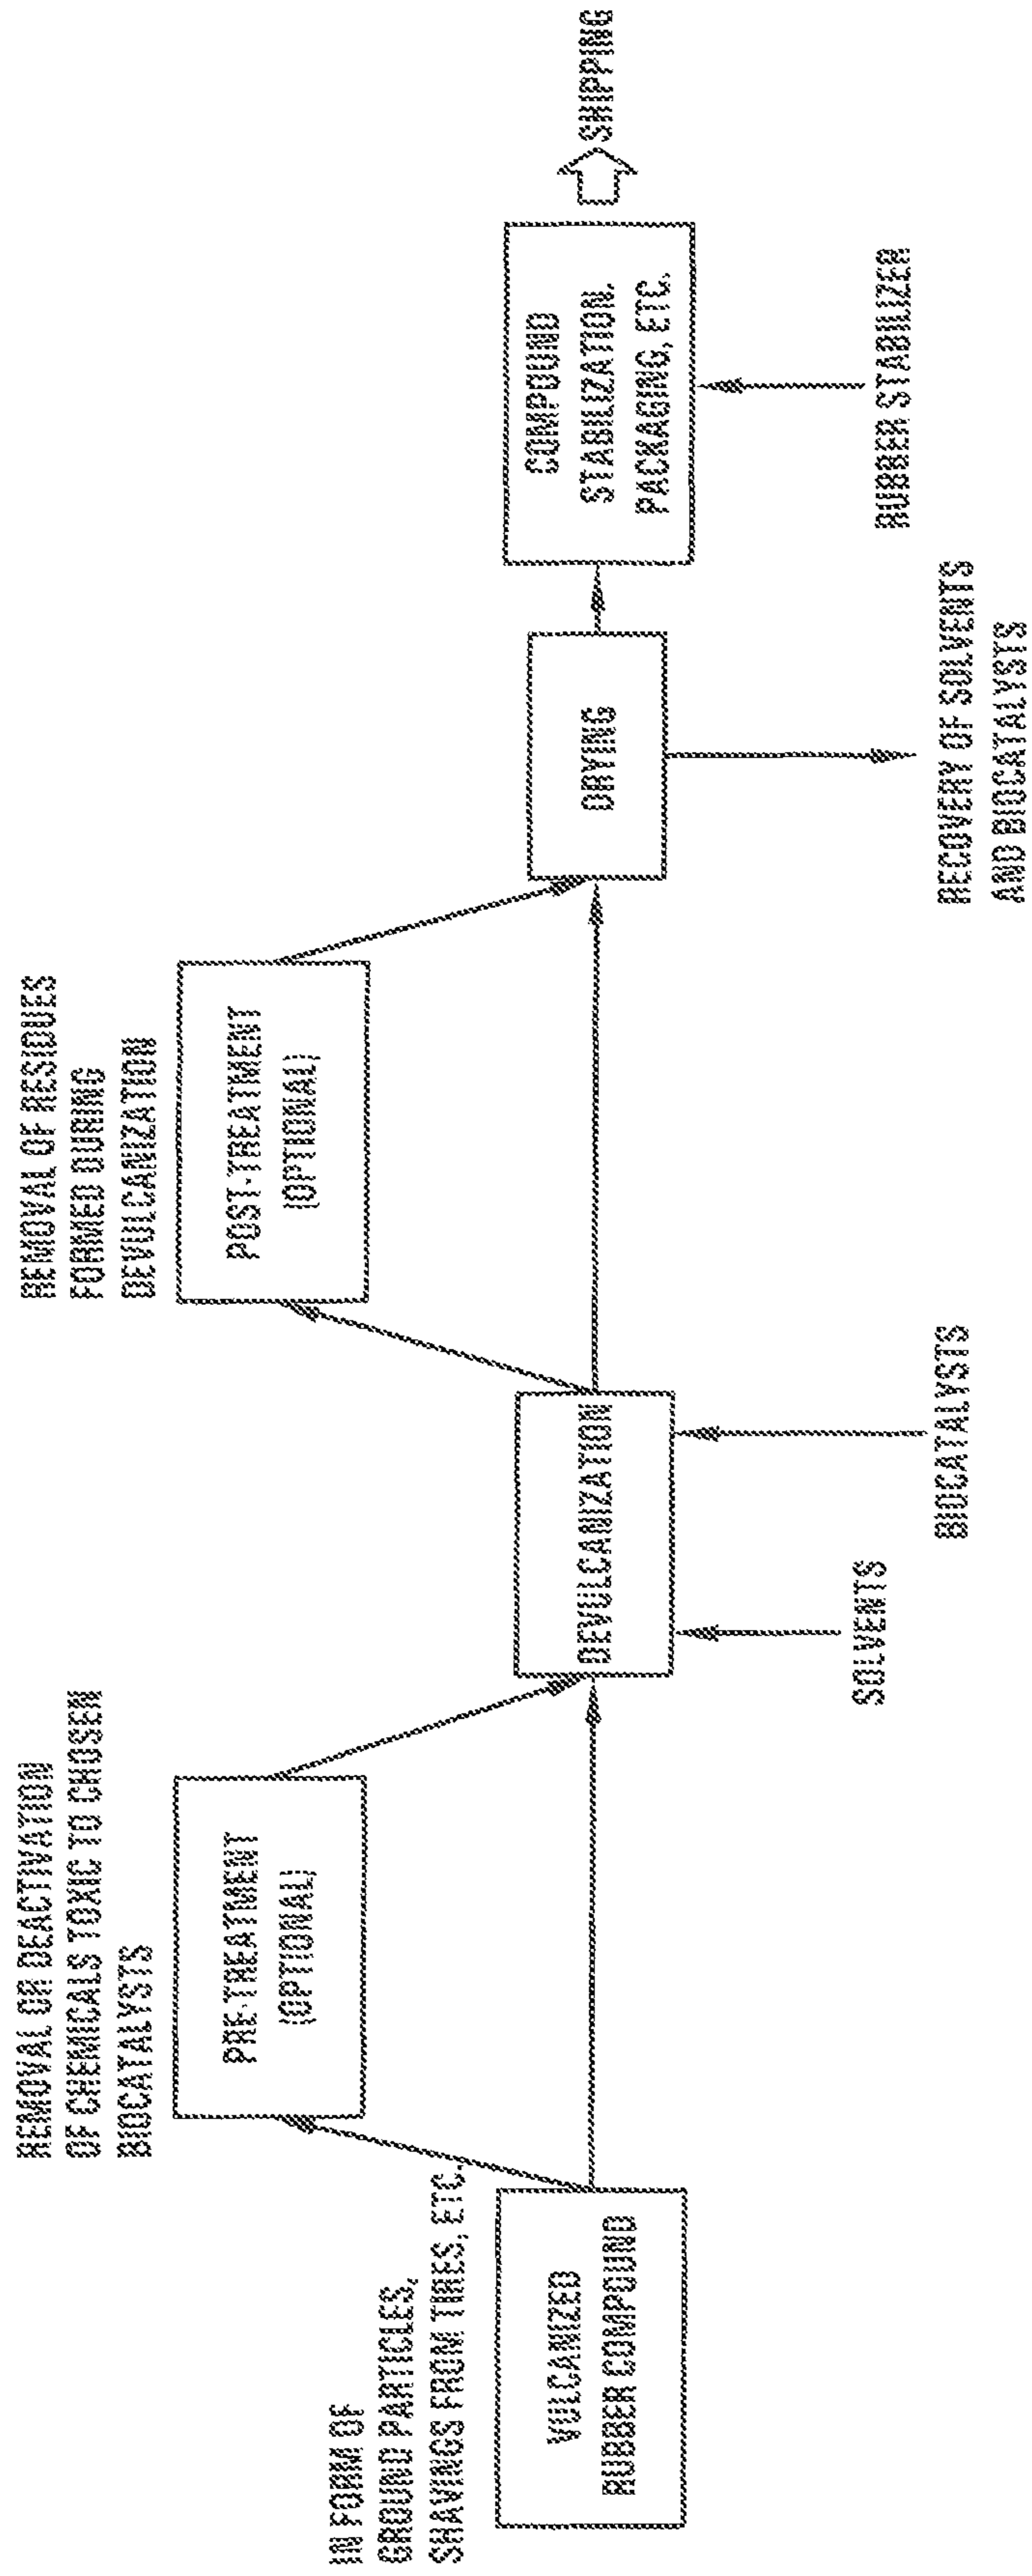 IN FORM OF
GROUND PARTICLES,
SHAVINGS FROM TIRES, ETC.
VULCANIZED
RUBBER COMPOUND
REMOVAL OR DEACTIVATION
OF CHEMICALS TOXIC TO CHOSEN
BIOCATALYSTS
PRE-TREATMENT
(OPTIONAL)
DEVULCANIZATION
SOLVENTS
BIOCATALYSTS
REMOVAL OF RESIDUES
FORMED DURING
DEVULCANIZATION
POST-TREATMENT
(OPTIONAL)
DRYING
RECOVERY OF SOLVENTS
AND BIOCATALYSTS
COMPOUND
STABILIZATION.
PACKAGING, ETC.
RUBBER STABILIZER
SHIPPING